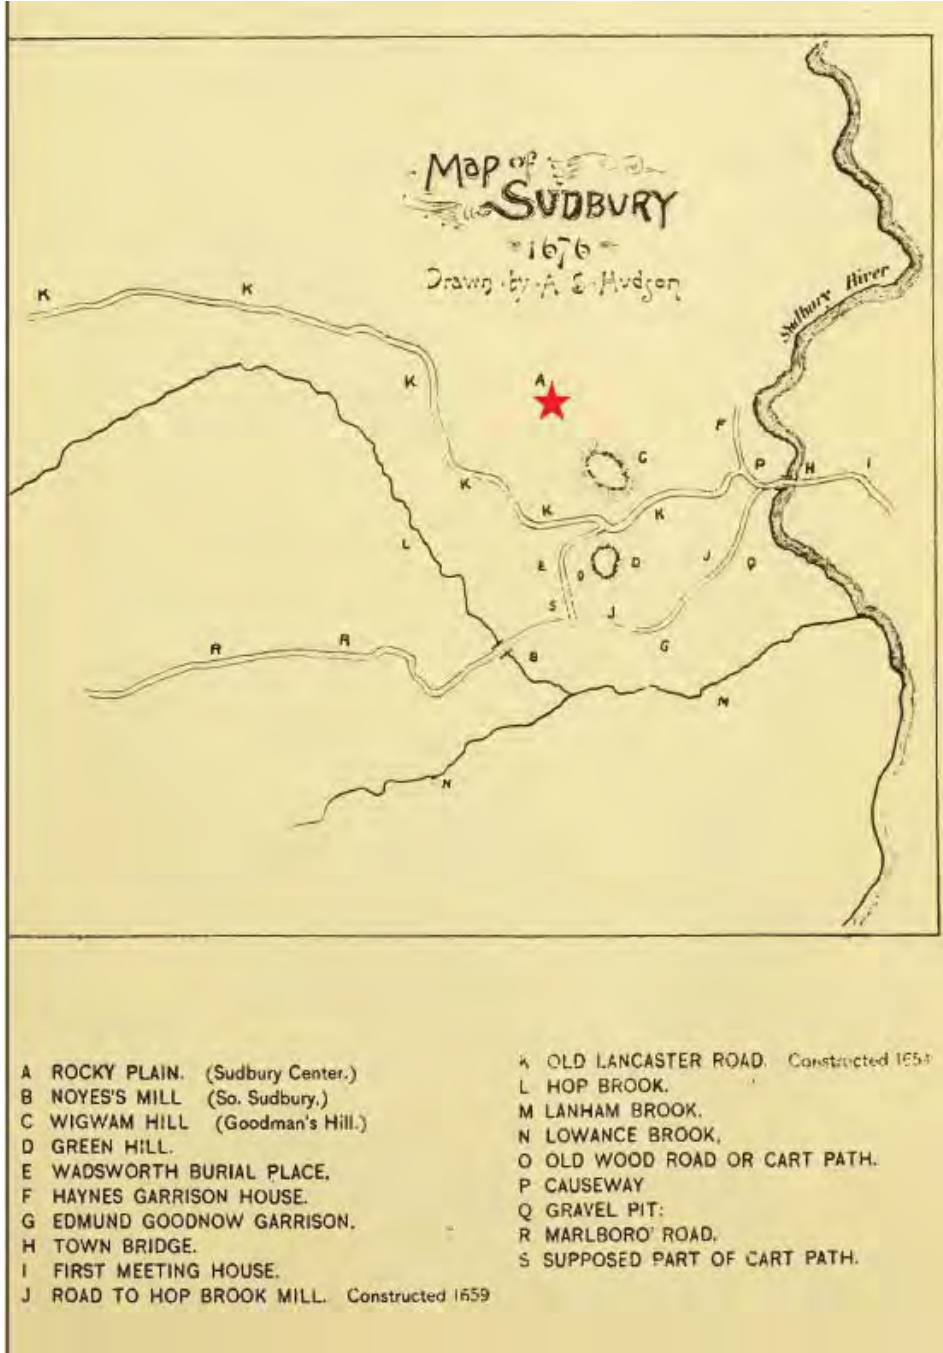 Map of
SUDBURY
1676
Drawn · by · A S · Hudson
Sudbury River
K
K
K
A
F
C
P
H
I
K
K
K
L
E
O
D
J
Q
S
J
R
R
G
B
M
N
A ROCKY PLAIN. (Sudbury Center.)
B NOYES'S MILL (So. Sudbury.)
C WIGWAM HILL (Goodman's Hill.)
D GREEN HILL.
E WADSWORTH BURIAL PLACE.
F HAYNES GARRISON HOUSE.
G EDMUND GOODNOW GARRISON.
H TOWN BRIDGE.
I FIRST MEETING HOUSE.
J ROAD TO HOP BROOK MILL. Constructed 1659
K OLD LANCASTER ROAD. Constructed
L HOP BROOK.
M LANHAM BROOK.
N LOWANCE BROOK,
O OLD WOOD ROAD OR CART PATH.
P CAUSEWAY
Q GRAVEL PIT:
R MARLBORO' ROAD.
S SUPPOSED PART OF CART PATH.